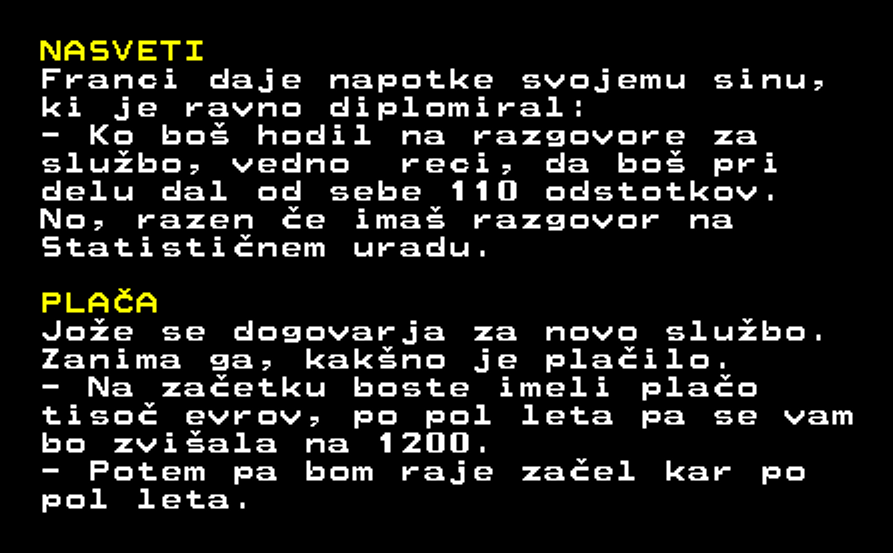 NASVETI
Franci daje napotke svojemu sinu,
ki je ravno diplomiral:
- Ko boš hodil na razgovore za
službo, vedno  reci, da boš pri
delu dal od sebe 110 odstotkov.
No, razen če imaš razgovor na
Statističnem uradu.
PLAČA
Jože se dogovarja za novo službo.
Zanima ga, kakšno je plačilo.
- Na začetku boste imeli plačo
tisoč evrov, po pol leta pa se vam
bo zvišala na 1200.
- Potem pa bom raje začel kar po
pol leta.